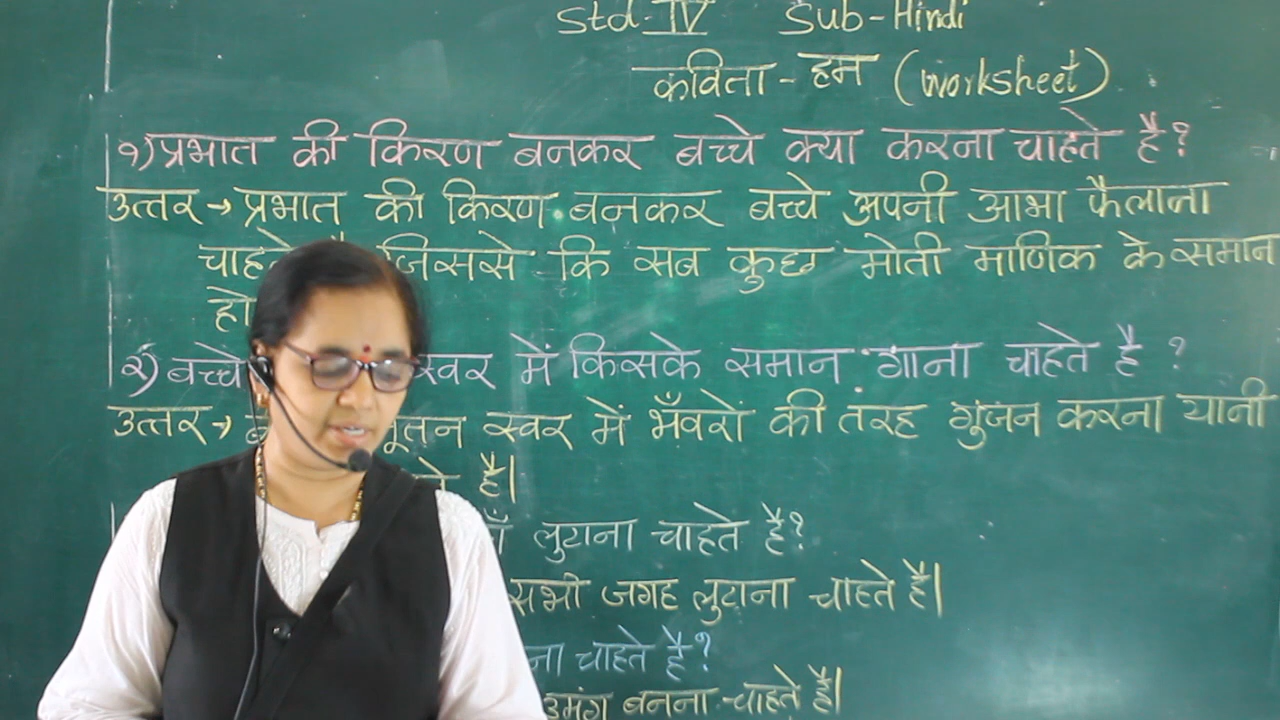 Std-IV Sub-Hindi
कविता - हम (Worksheet)
१) प्रभात की किरण बनकर बच्चे क्या करना चाहते है?
उत्तर → प्रभात की किरण बनकर बच्चे अपनी आभा फैलाना
चाहते जिससे कि सब कुछ मोती माणिक के समान
हो
२) बच्चे स्वर में किसके समान गाना चाहते है ?
उत्तर → नूतन स्वर में भँवरों की तरह गुंजन करना यानी
है।
लुटाना चाहते है?
सभी जगह लुटाना चाहते है।
चाहते है?
उमंग बनना चाहते है।